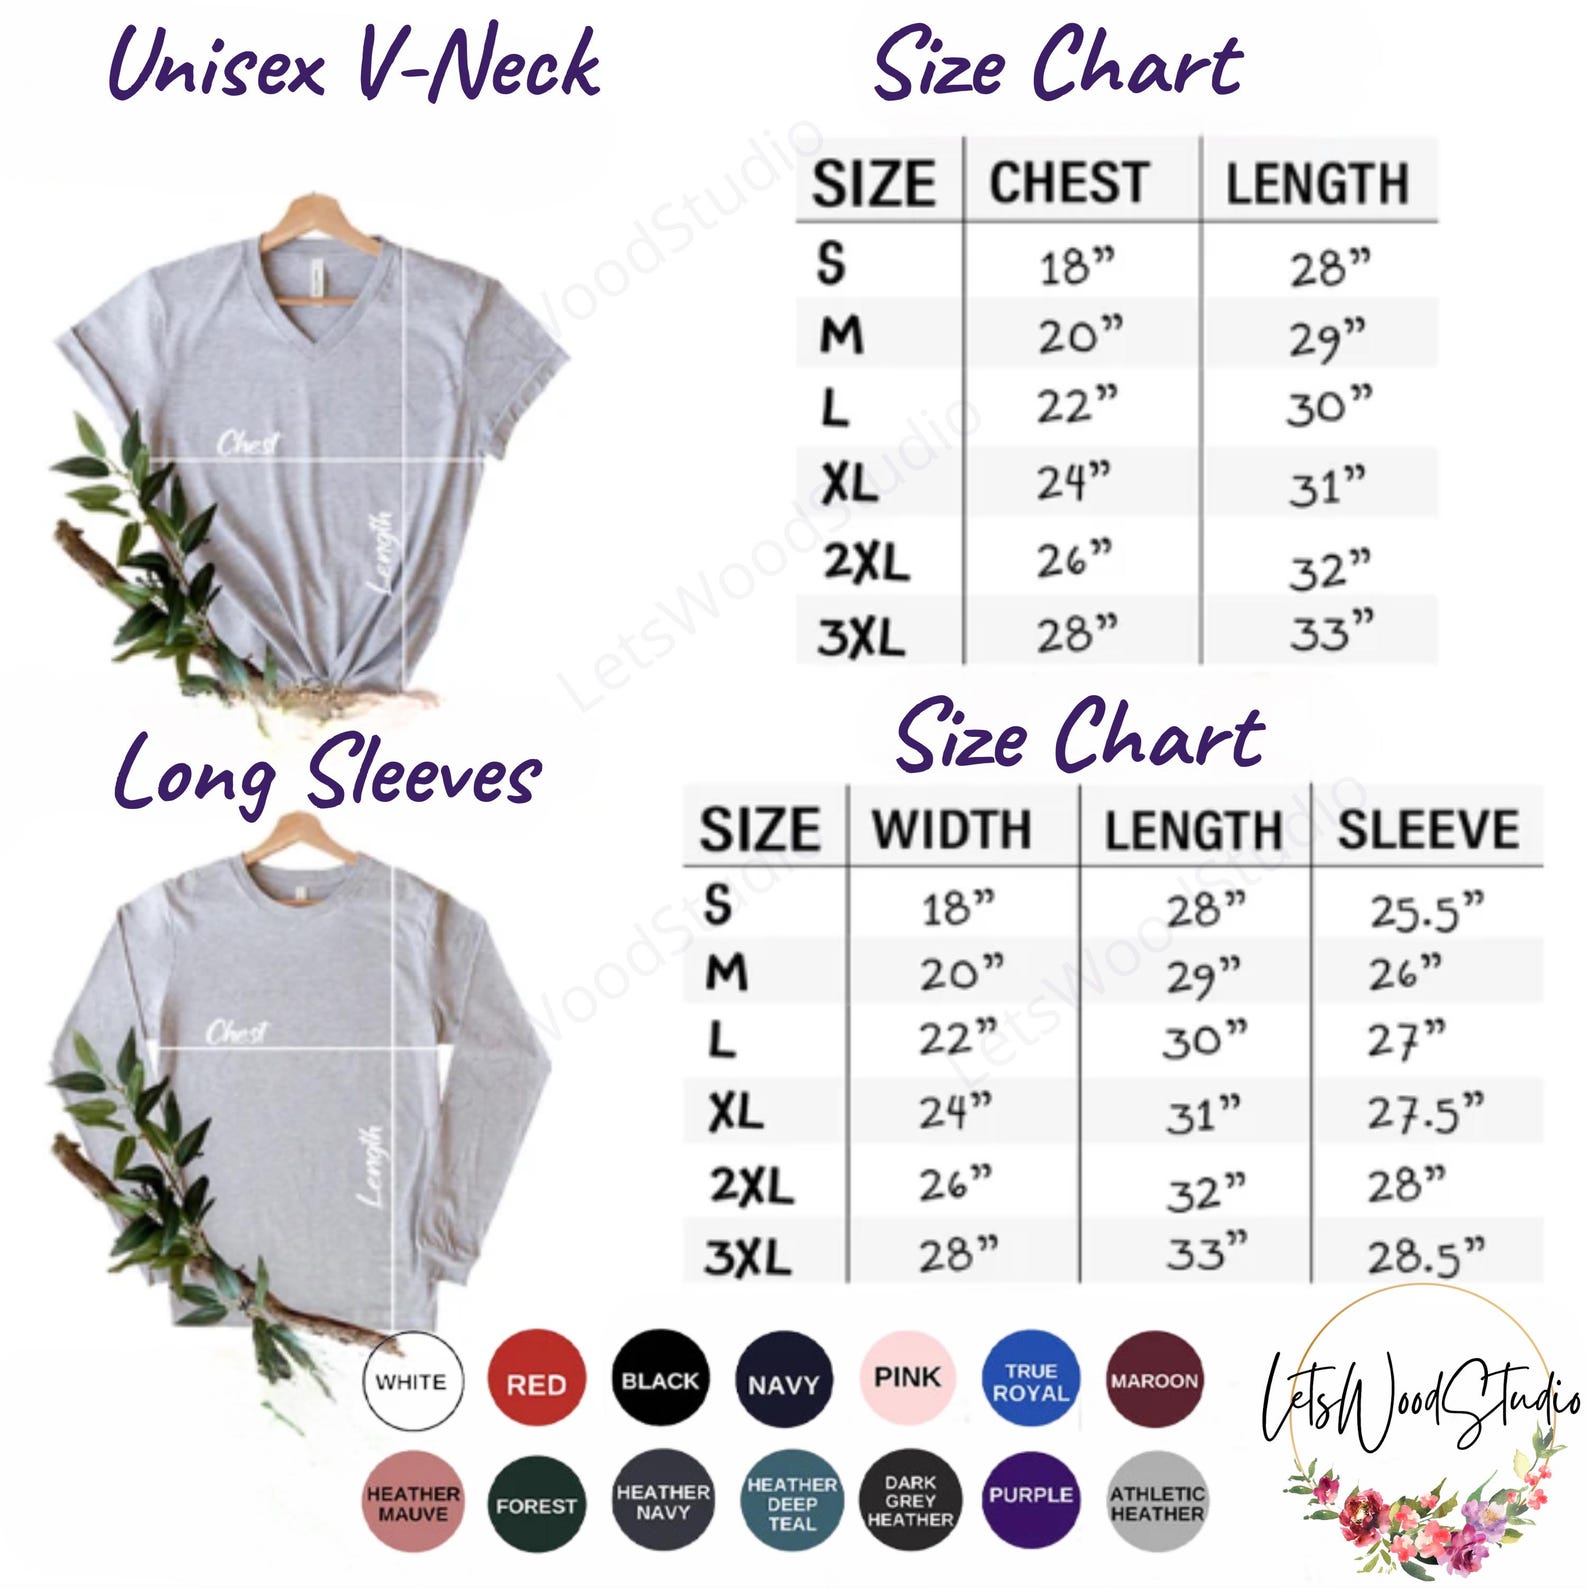 Unisex V-Neck
Size Chart
SIZE CHEST LENGTH
S 18” 28”
M 20” 29”
L 22” 30”
XL 24” 31”
2XL 26” 32”
3XL 28” 33”
Chest
Length
LetsWoodStudio
Long Sleeves
Size Chart
SIZE WIDTH LENGTH SLEEVE
S 18” 28” 25.5”
M 20” 29” 26”
L 22” 30” 27”
XL 24” 31” 27.5”
2XL 26” 32” 28”
3XL 28” 33” 28.5”
Chest
Length
LetsWoodStudio
WHITE
RED
BLACK
NAVY
PINK
TRUE
ROYAL
MAROON
HEATHER
MAUVE
FOREST
HEATHER
NAVY
HEATHER
DEEP
TEAL
DARK
GREY
HEATHER
PURPLE
ATHLETIC
HEATHER
LetsWoodStudio